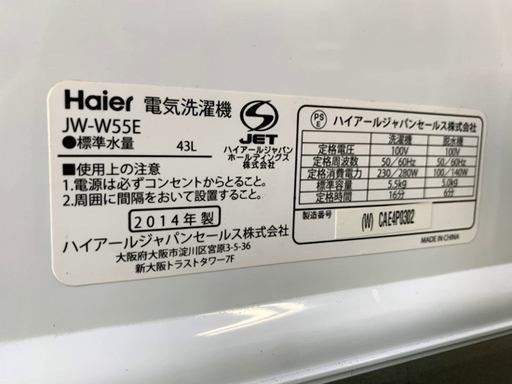 Haier 電気洗濯機
JW-W55E
●標準水量 43L
S
JET
ハイアールジャパン
ホールディングス
株式会社
■使用上の注意
1.電源は必ずコンセントからとること。
2.周囲に間隔をおいて設置すること。
2014年製
ハイアールジャパンセールス株式会社
大阪府大阪市淀川区宮原3-5-36
新大阪トラストタワー7F
PS
E
ハイアールジャパンセールス株式会社
洗濯機 脱水機
定格電圧 100V 100V
定格周波数 50/60Hz 50/60Hz
定格消費電力 230/280W 100/140W
標準容量 5.5kg 5.0kg
定格時間 16分 6分
製造番号 (W) CAE4P0302
MADE IN CHINA